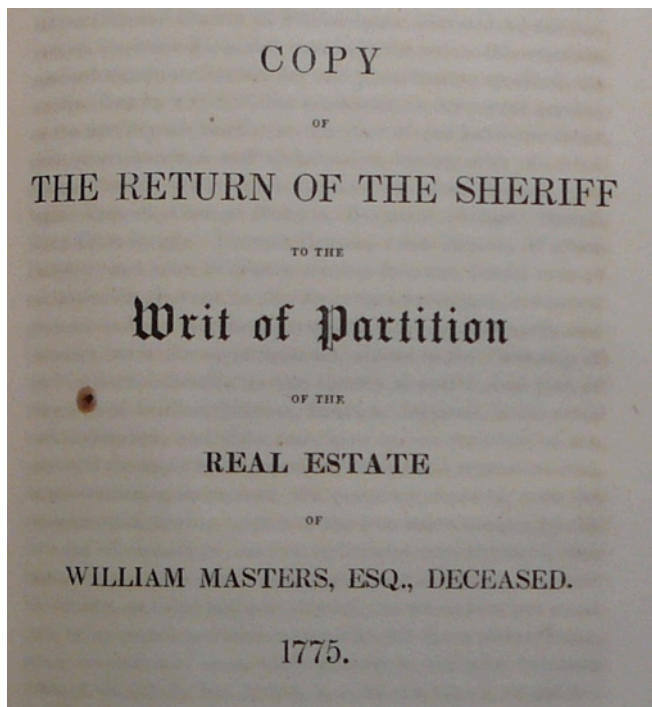 COPY
OF
THE RETURN OF THE SHERIFF
TO THE
Writ of Partition
OF THE
REAL ESTATE
OF
WILLIAM MASTERS, ESQ., DECEASED.
1775.